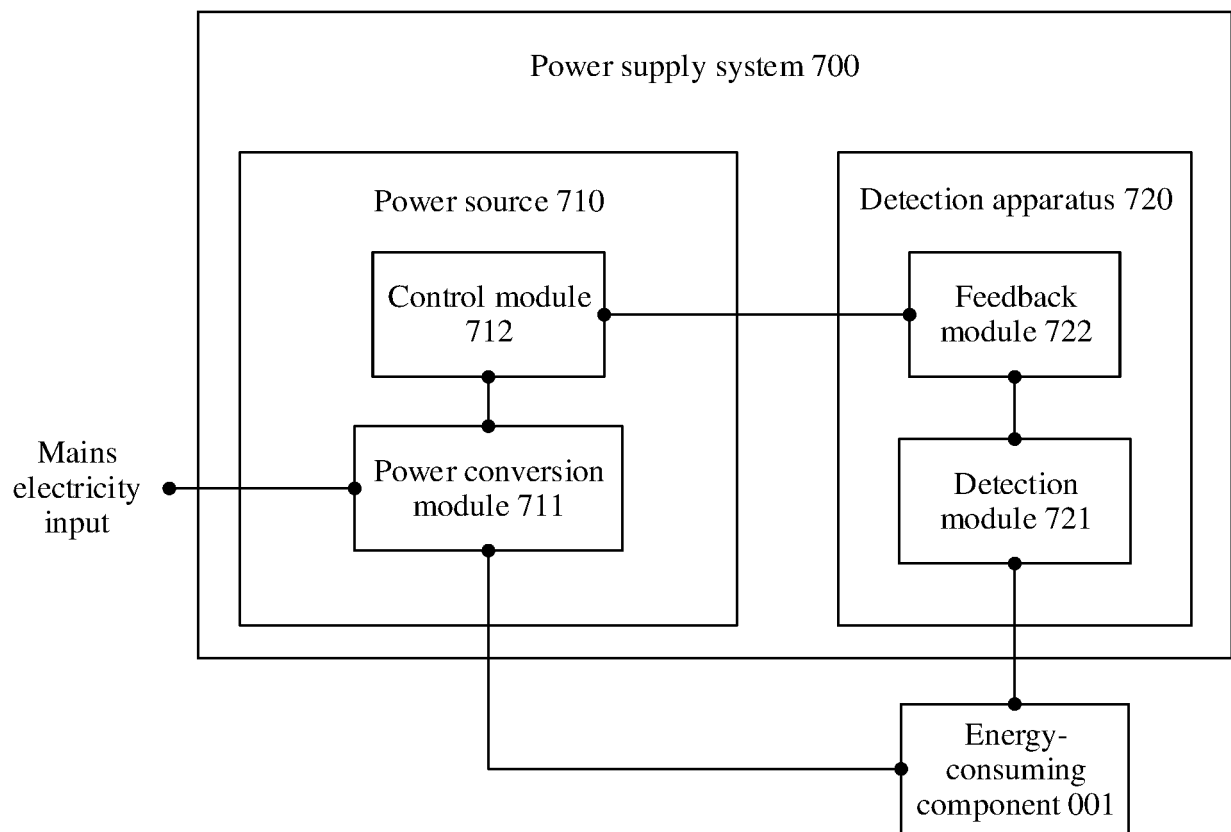 Power supply system 700
Power source 710
Detection apparatus 720
Control module
712
Feedback
module 722
Mains
electricity
input
Power conversion
module 711
Detection
module 721
Energy-
consuming
component 001